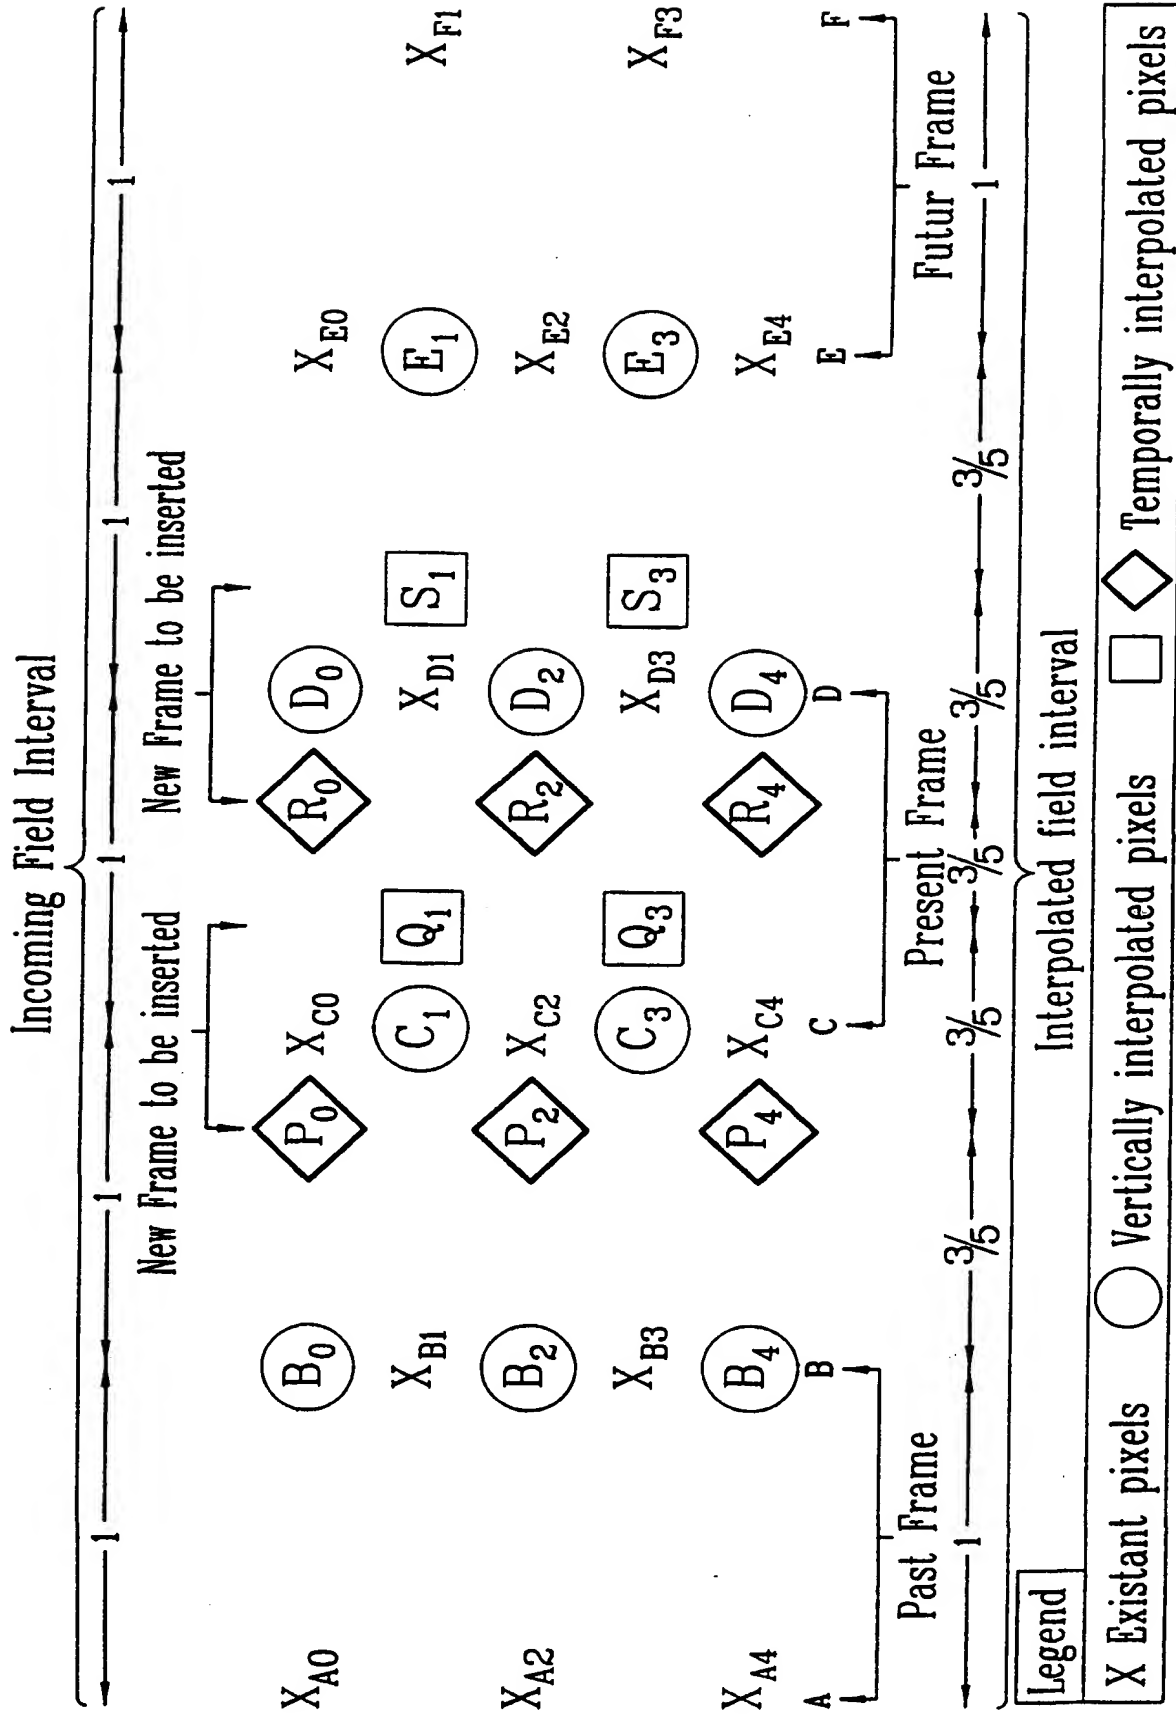 Incoming Field Interval
1 1 1 1 1
New Frame to be inserted New Frame to be inserted
X_A0 B_0 P_0 X_C0 R_0 D_0 X_E0
X_B1 C_1 Q_1 X_D1 S_1 E_1 X_F1
X_A2 B_2 P_2 X_C2 R_2 D_2 X_E2
X_B3 C_3 Q_3 X_D3 S_3 E_3 X_F3
X_A4 B_4 P_4 X_C4 R_4 D_4 X_E4
A B C D E F
Past Frame Present Frame Futur Frame
1 3/5 3/5 3/5 3/5 3/5 1
Interpolated field interval
Legend
X Existant pixels Vertically interpolated pixels Temporally interpolated pixels